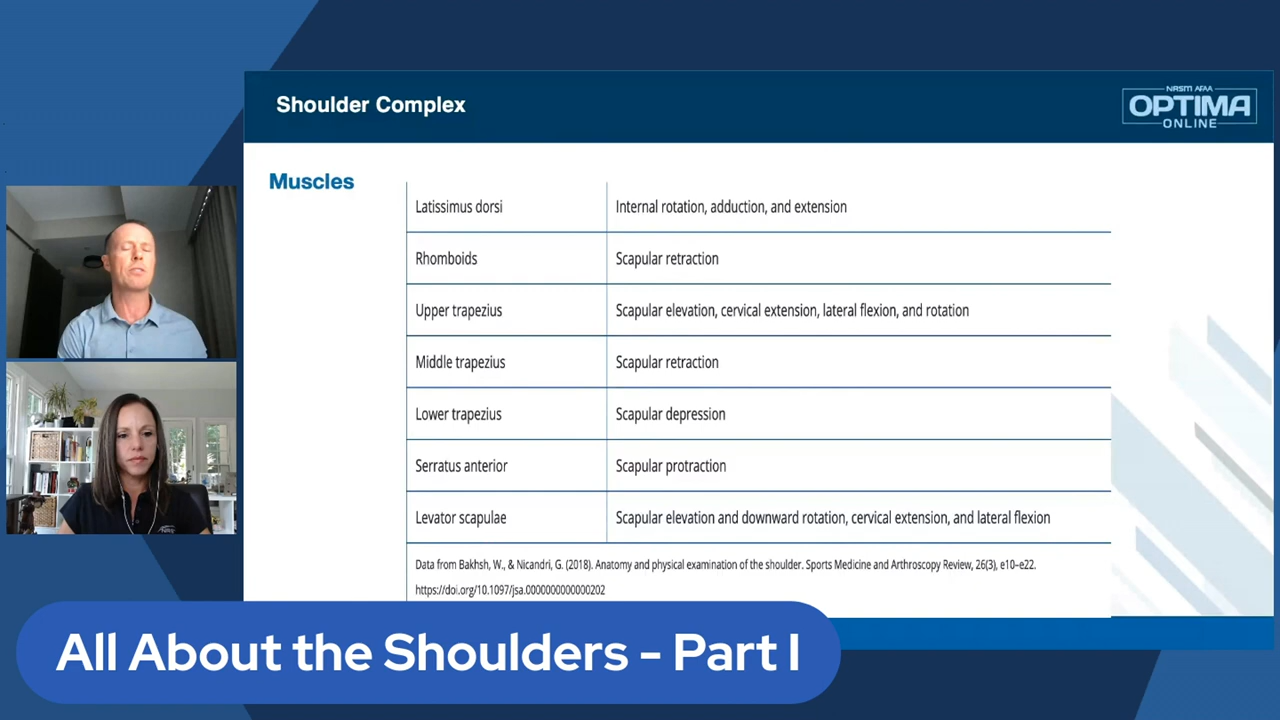 Shoulder Complex
NASM AFAA
OPTIMA
ONLINE
Muscles
Latissimus dorsi Internal rotation, adduction, and extension
Rhomboids Scapular retraction
Upper trapezius Scapular elevation, cervical extension, lateral flexion, and rotation
Middle trapezius Scapular retraction
Lower trapezius Scapular depression
Serratus anterior Scapular protraction
Levator scapulae Scapular elevation and downward rotation, cervical extension, and lateral flexion
Data from Bakhsh, W., & Nicandri, G. (2018). Anatomy and physical examination of the shoulder. Sports Medicine and Arthroscopy Review, 26(3), e10–e22.
https://doi.org/10.1097/jsa.0000000000000202
All About the Shoulders - Part I